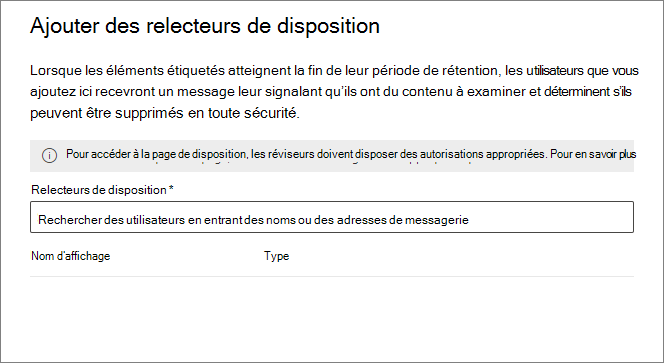 Ajouter des relecteurs de disposition
Lorsque les éléments étiquetés atteignent la fin de leur période de rétention, les utilisateurs que vous
ajoutez ici recevront un message leur signalant qu'ils ont du contenu à examiner et déterminent s'ils
peuvent être supprimés en toute sécurité.
Pour accéder à la page de disposition, les réviseurs doivent disposer des autorisations appropriées. Pour en savoir plus
Relecteurs de disposition *
Rechercher des utilisateurs en entrant des noms ou des adresses de messagerie
Nom d'affichage
Type